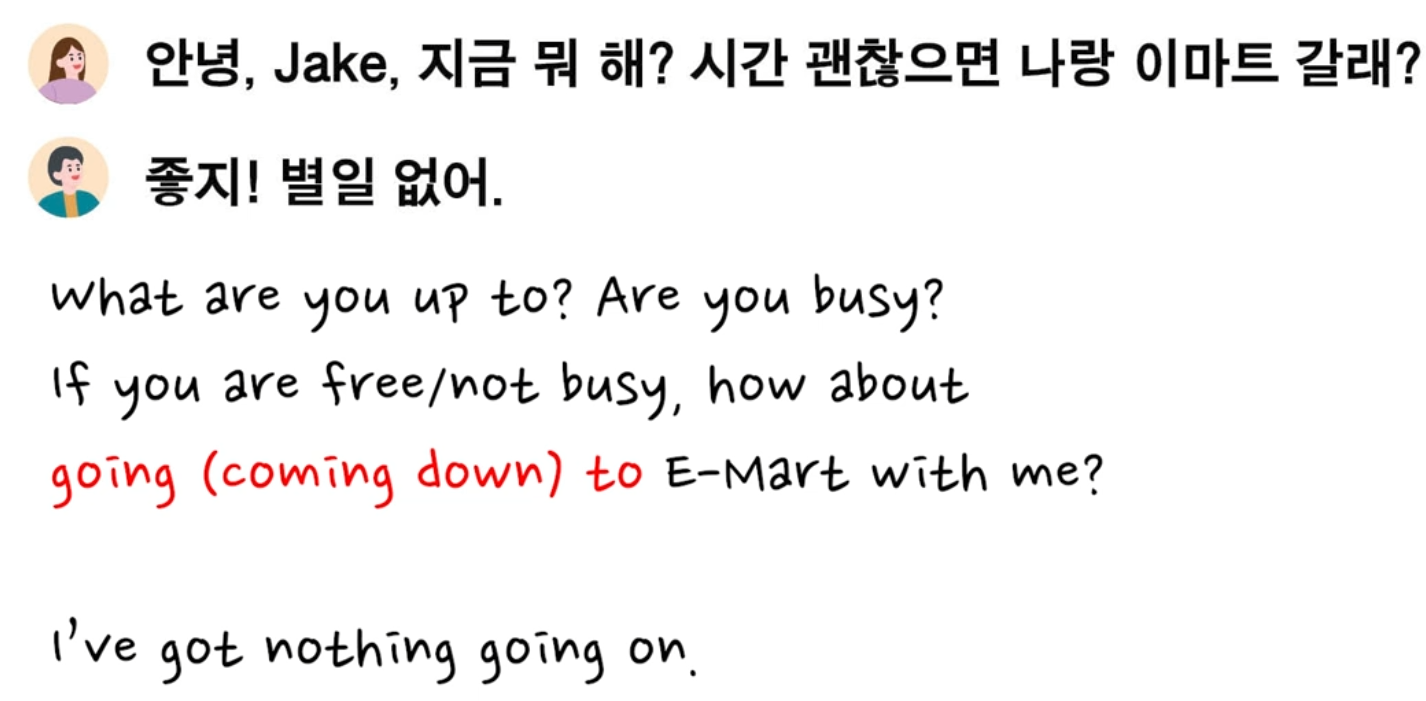 안녕, Jake, 지금 뭐 해? 시간 괜찮으면 나랑 이마트 갈래?
좋지! 별일 없어.
What are you up to? Are you busy?
If you are free/not busy, how about
going (coming down) to E-Mart with me?
I've got nothing going on.